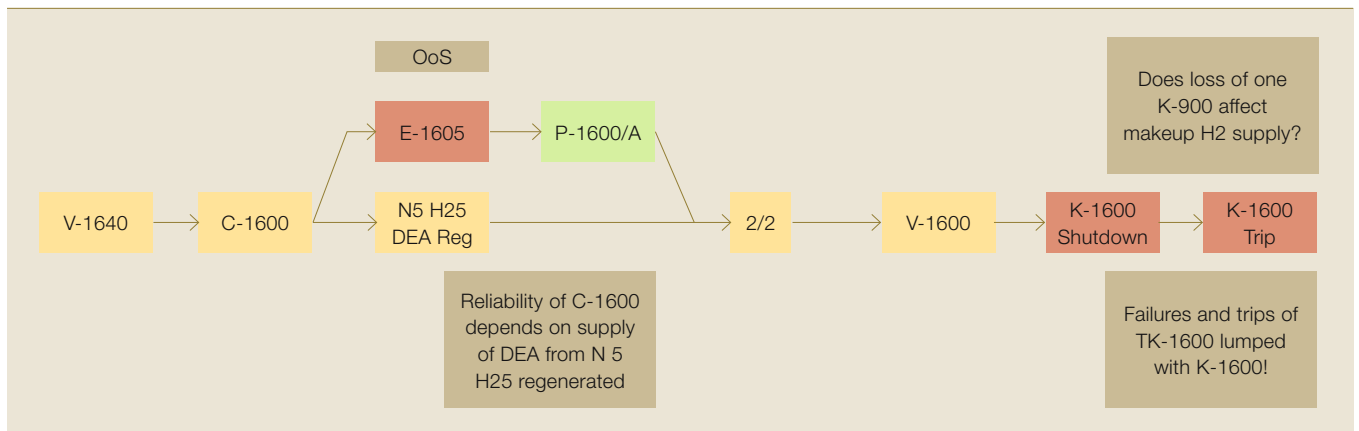 OoS
Does loss of one
K-900 affect
makeup H2 supply?
E-1605
P-1600/A
V-1640
C-1600
N5 H25
DEA Reg
2/2
V-1600
K-1600
Shutdown
K-1600
Trip
Reliability of C-1600
depends on supply
of DEA from N 5
H25 regenerated
Failures and trips of
TK-1600 lumped
with K-1600!